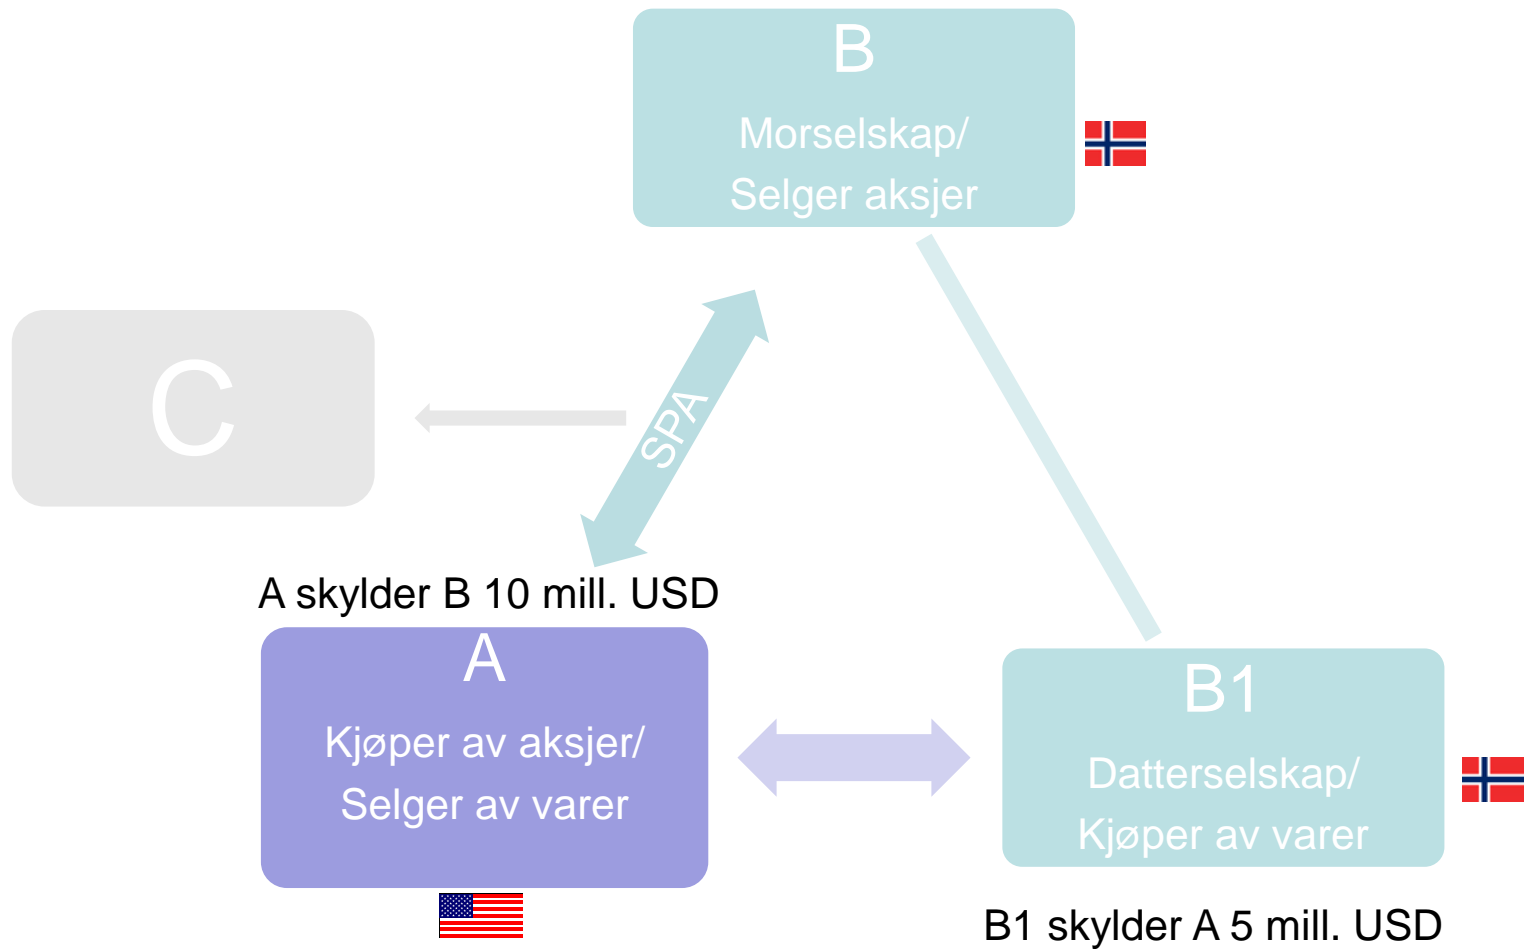 B
Morselskap/
Selger aksjer
C
SPA
A skylder B 10 mill. USD
A
Kjøper av aksjer/
Selger av varer
B1
Datterselskap/
Kjøper av varer
B1 skylder A 5 mill. USD